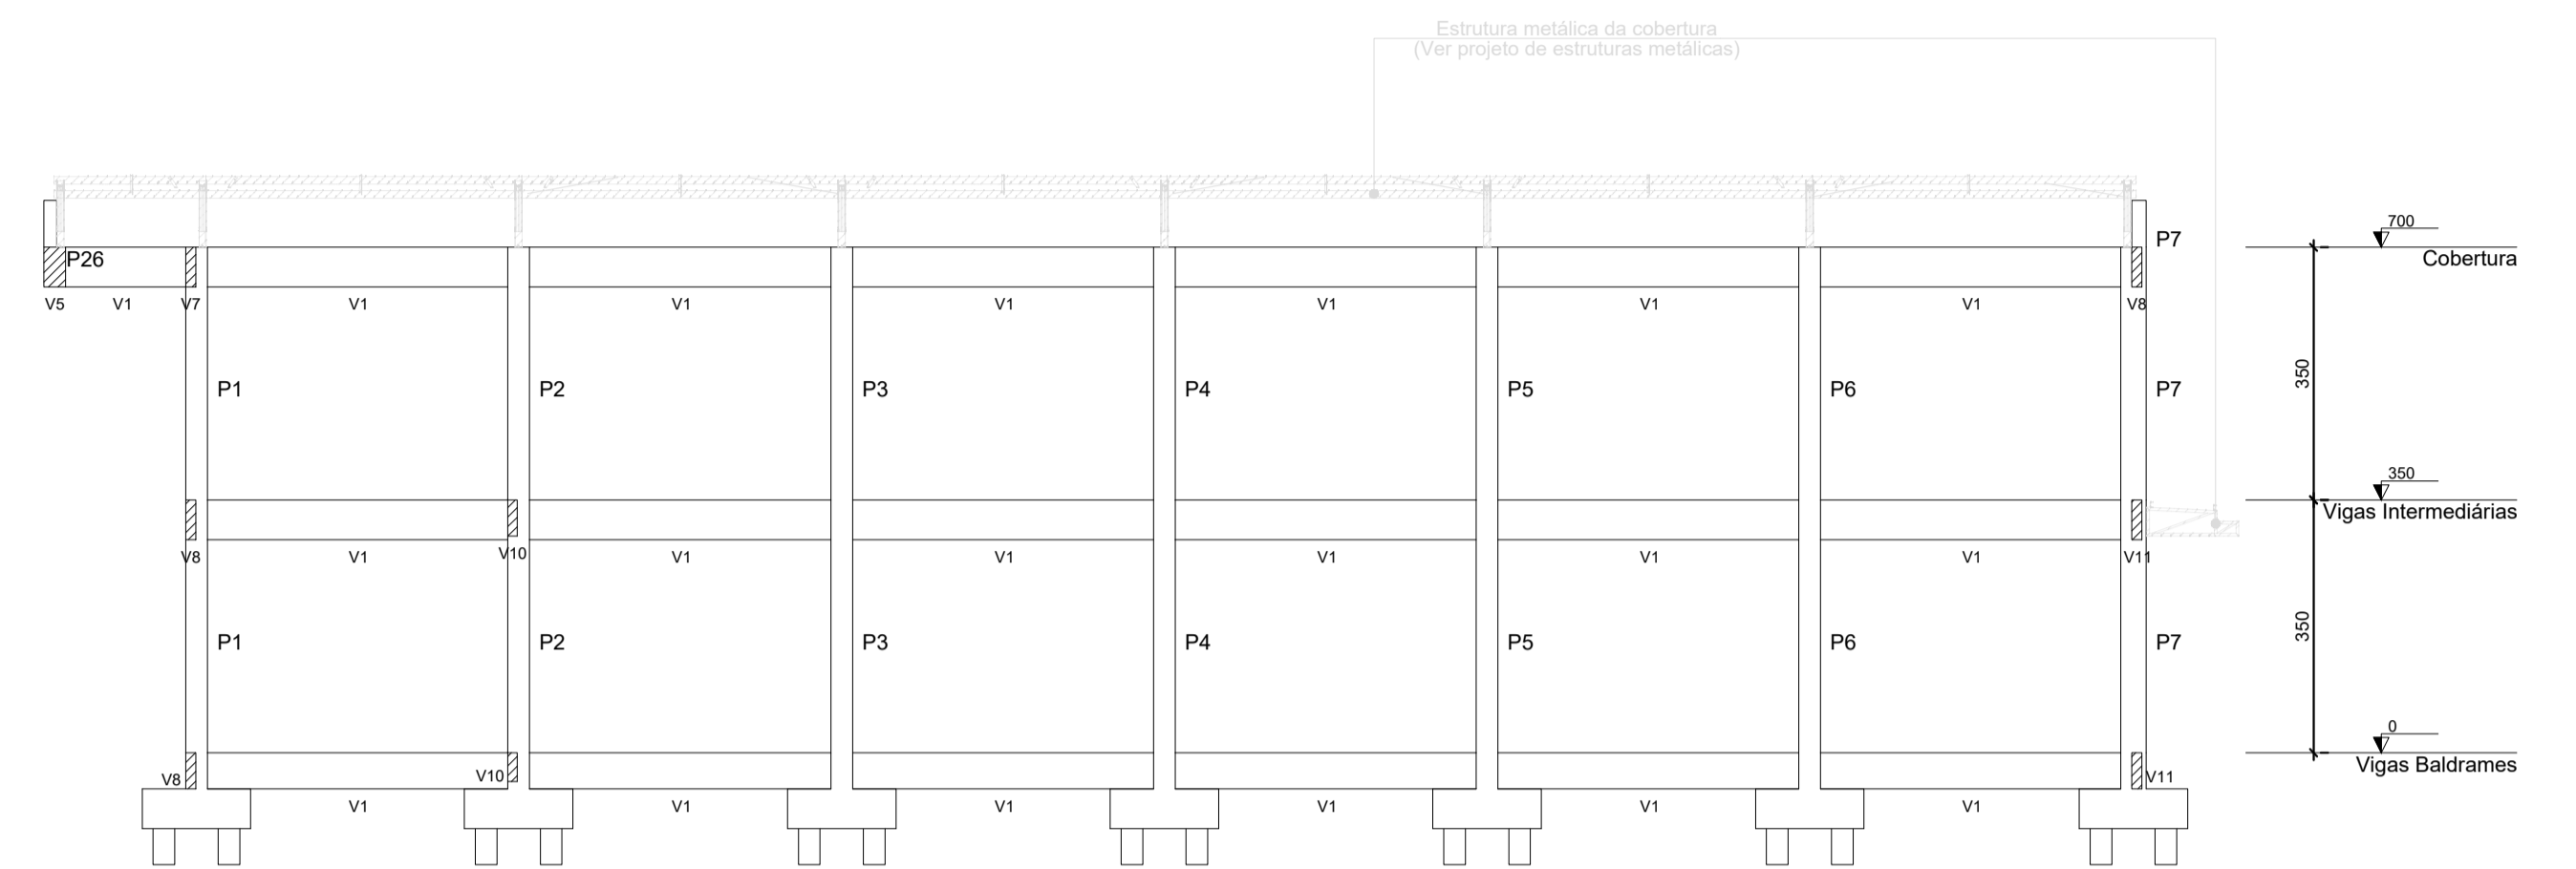 Estrutura metálica da cobertura
(Ver projeto de estruturas metálicas)
700
P7
P26
Cobertura
V5 V1 V7 V1 V1 V1 V1 V1 V1 V8
350
P1 P2 P3 P4 P5 P6 P7
350
Vigas Intermediárias
V8 V1 V10 V1 V1 V1 V1 V1 V11
350
P1 P2 P3 P4 P5 P6 P7
0
Vigas Baldrames
V8 V10 V11
V1 V1 V1 V1 V1 V1